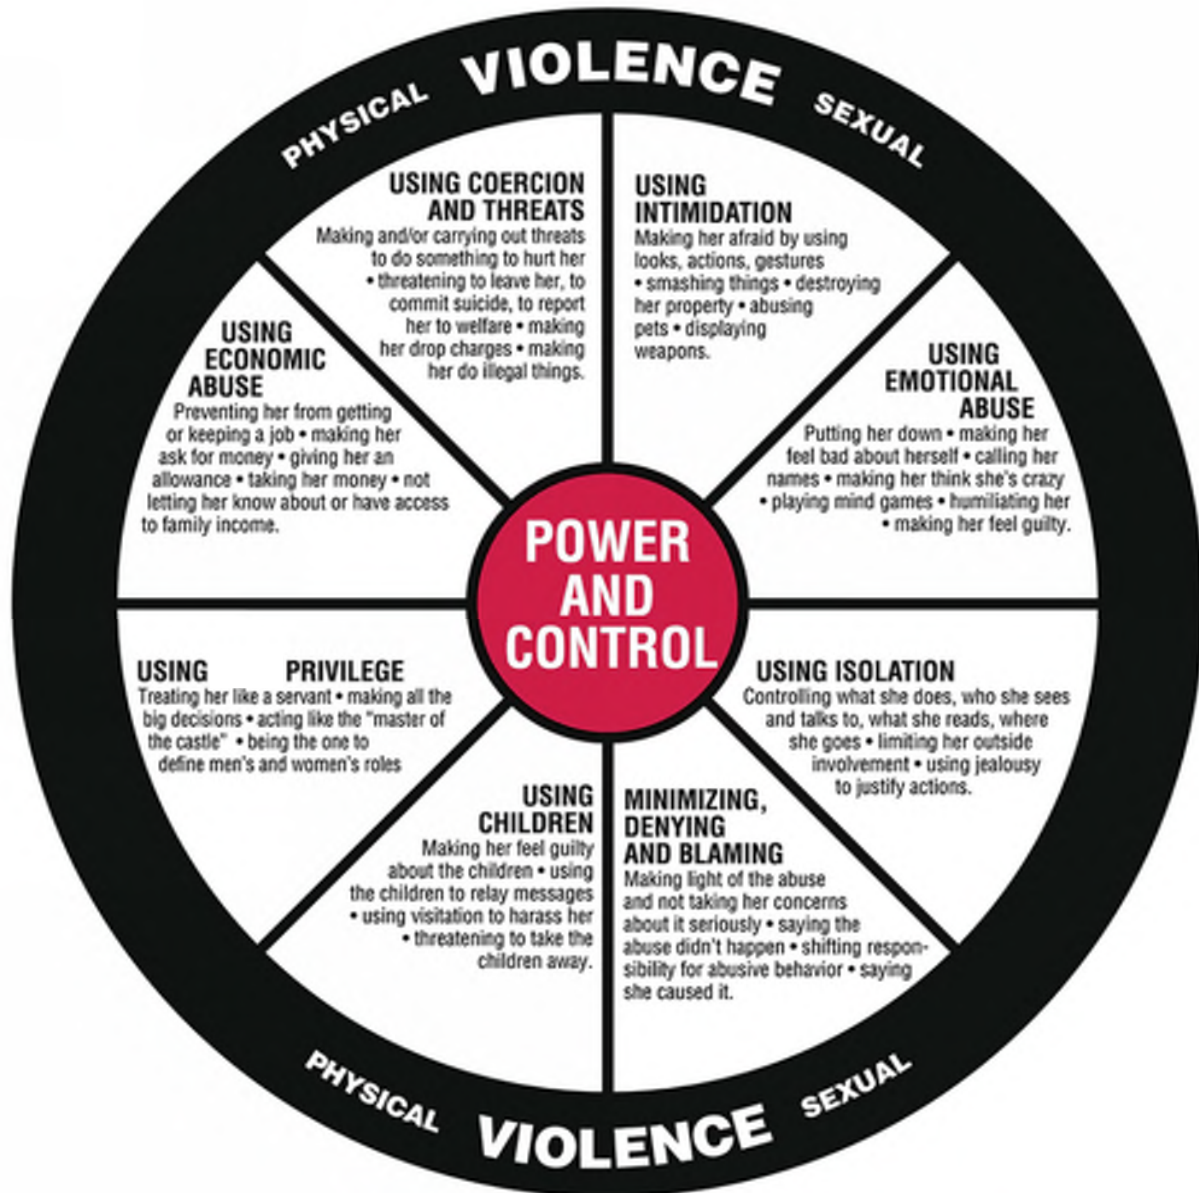 PHYSICAL VIOLENCE SEXUAL
USING COERCION
AND THREATS
Making and/or carrying out threats
to do something to hurt her
• threatening to leave her, to
commit suicide, to report
her to welfare • making
her drop charges • making
her do illegal things.
USING
INTIMIDATION
Making her afraid by using
looks, actions, gestures
• smashing things • destroying
her property • abusing
pets • displaying
weapons.
USING
EMOTIONAL
ABUSE
Putting her down • making her
feel bad about herself • calling her
names • making her think she's crazy
• playing mind games • humiliating her
• making her feel guilty.
USING ISOLATION
Controlling what she does, who she sees
and talks to, what she reads, where
she goes • limiting her outside
involvement • using jealousy
to justify actions.
MINIMIZING,
DENYING
AND BLAMING
Making light of the abuse
and not taking her concerns
about it seriously • saying the
abuse didn't happen • shifting respon-
sibility for abusive behavior • saying
she caused it.
USING
CHILDREN
Making her feel guilty
about the children • using
the children to relay messages
• using visitation to harass her
• threatening to take the
children away.
USING PRIVILEGE
Treating her like a servant • making all the
big decisions • acting like the "master of
the castle" • being the one to
define men's and women's roles
USING
ECONOMIC
ABUSE
Preventing her from getting
or keeping a job • making her
ask for money • giving her an
allowance • taking her money • not
letting her know about or have access
to family income.
POWER
AND
CONTROL
PHYSICAL VIOLENCE SEXUAL